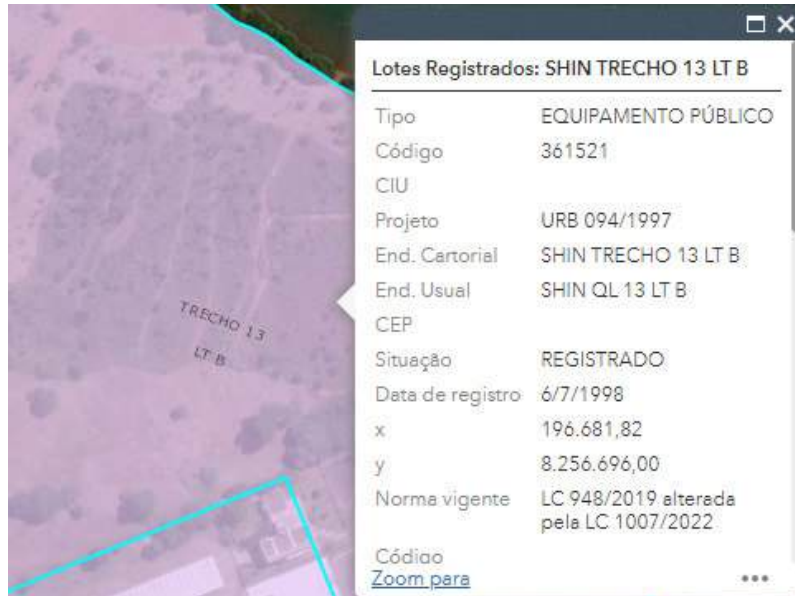 Lotes Registrados: SHIN TRECHO 13 LT B
Tipo EQUIPAMENTO PÚBLICO
Código 361521
CIU
Projeto URB 094/1997
End. Cartorial SHIN TRECHO 13 LT B
End. Usual SHIN QL 13 LT B
CEP
Situação REGISTRADO
Data de registro 6/7/1998
x 196.681,82
y 8.256.696,00
Norma vigente LC 948/2019 alterada
pela LC 1007/2022
Código
Zoom para
TRECHO 13
LT B